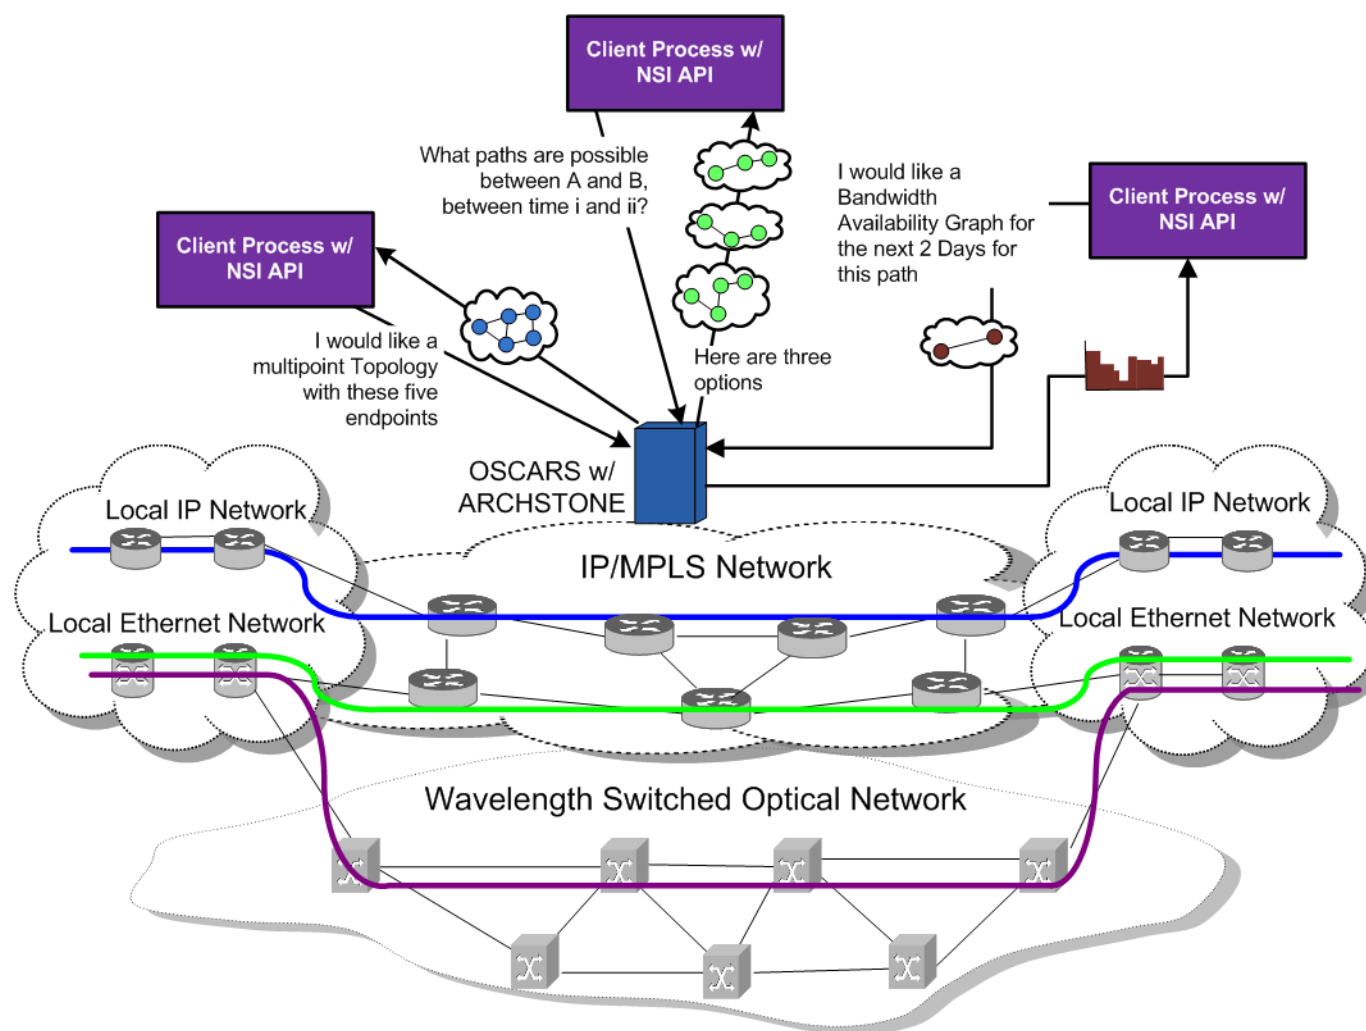 Client Process w/
NSI API
What paths are possible
between A and B,
between time i and ii?
I would like a
Bandwidth
Availability Graph for
the next 2 Days for
this path
Client Process w/
NSI API
Client Process w/
NSI API
I would like a
multipoint Topology
with these five
endpoints
Here are three
options
OSCARS w/
ARCHSTONE
Local IP Network
Local IP Network
IP/MPLS Network
Local Ethernet Network
Local Ethernet Network
Wavelength Switched Optical Network